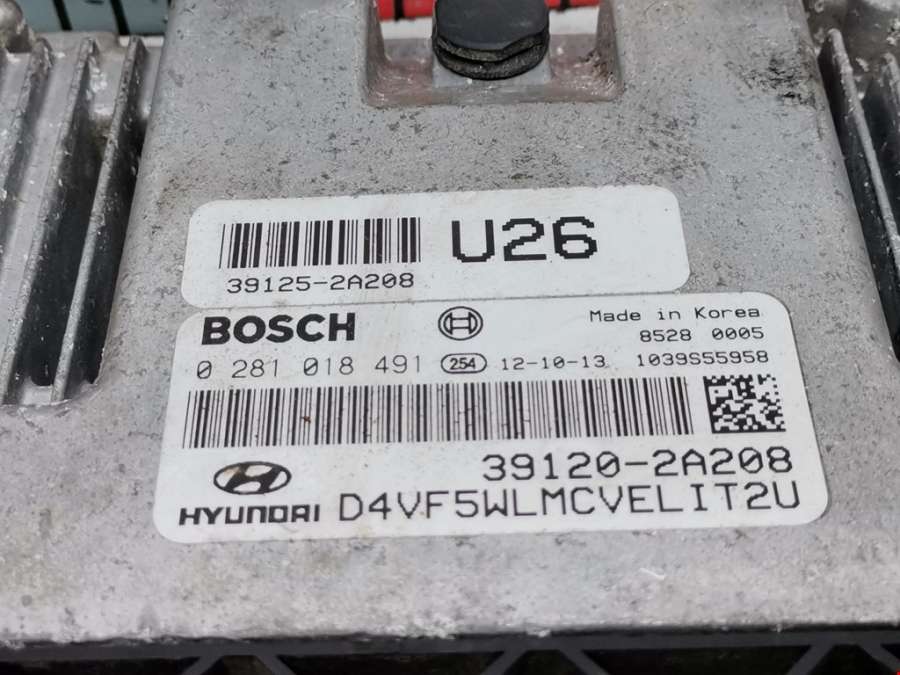 U26
39125-2A208
BOSCH
Made in Korea
8528 0005
0 281 018 491 254 12-10-13 1039S55958
39120-2A208
HYUNDAI D4VF5WLMCVELIT2U